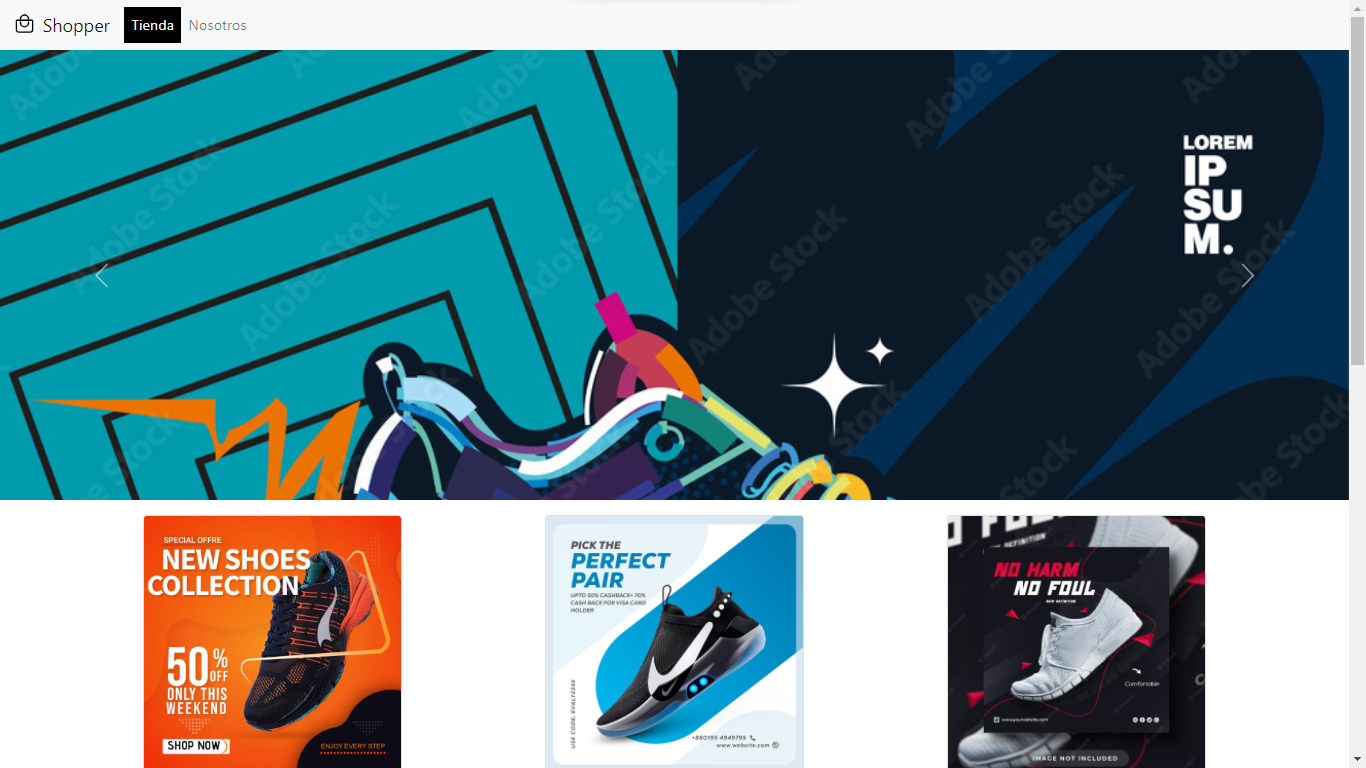 Shopper Tienda Nosotros
Adobe Stock
LOREM
IP
SU
M.
SPECIAL OFFRE
NEW SHOES
COLLECTION
50% OFF
ONLY THIS
WEEKEND
SHOP NOW
ENJOY EVERY STEP
PICK THE
PERFECT
PAIR
UPTO 50% CASHBACK+ 70%
CASH BACK FOR VISA CARD
HOLDER
USE CODE, EVALY2345
+880195 4949795
www.website.com
NO HARM
NO FOUL
NEW DEFINITION
Comfortable
www.yourwebsite.com
IMAGE NOT INCLUDED